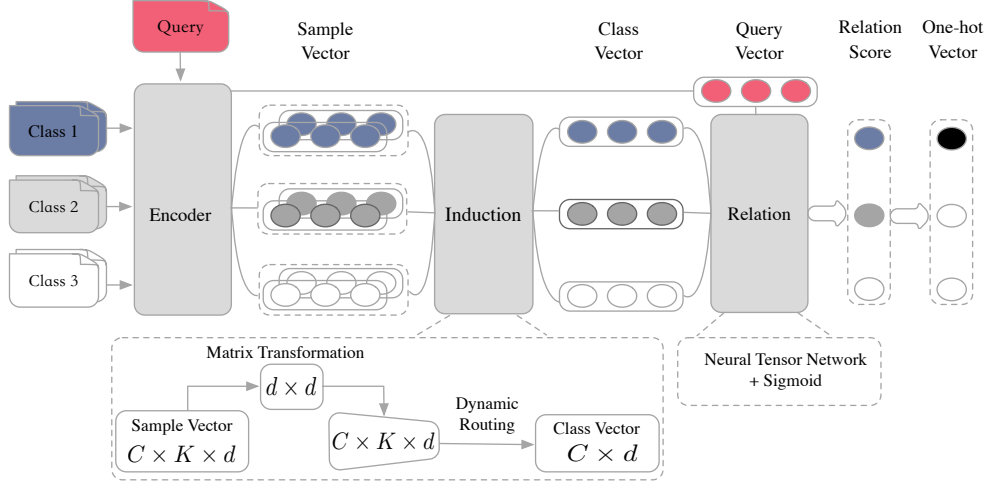 Query
Sample
Vector
Class
Vector
Query
Vector
Relation
Score
One-hot
Vector
Class 1
Class 2
Class 3
Encoder
Induction
Relation
Matrix Transformation
d × d
Sample Vector
C × K × d
C × K × d
Dynamic
Routing
Class Vector
C × d
Neural Tensor Network
+ Sigmoid